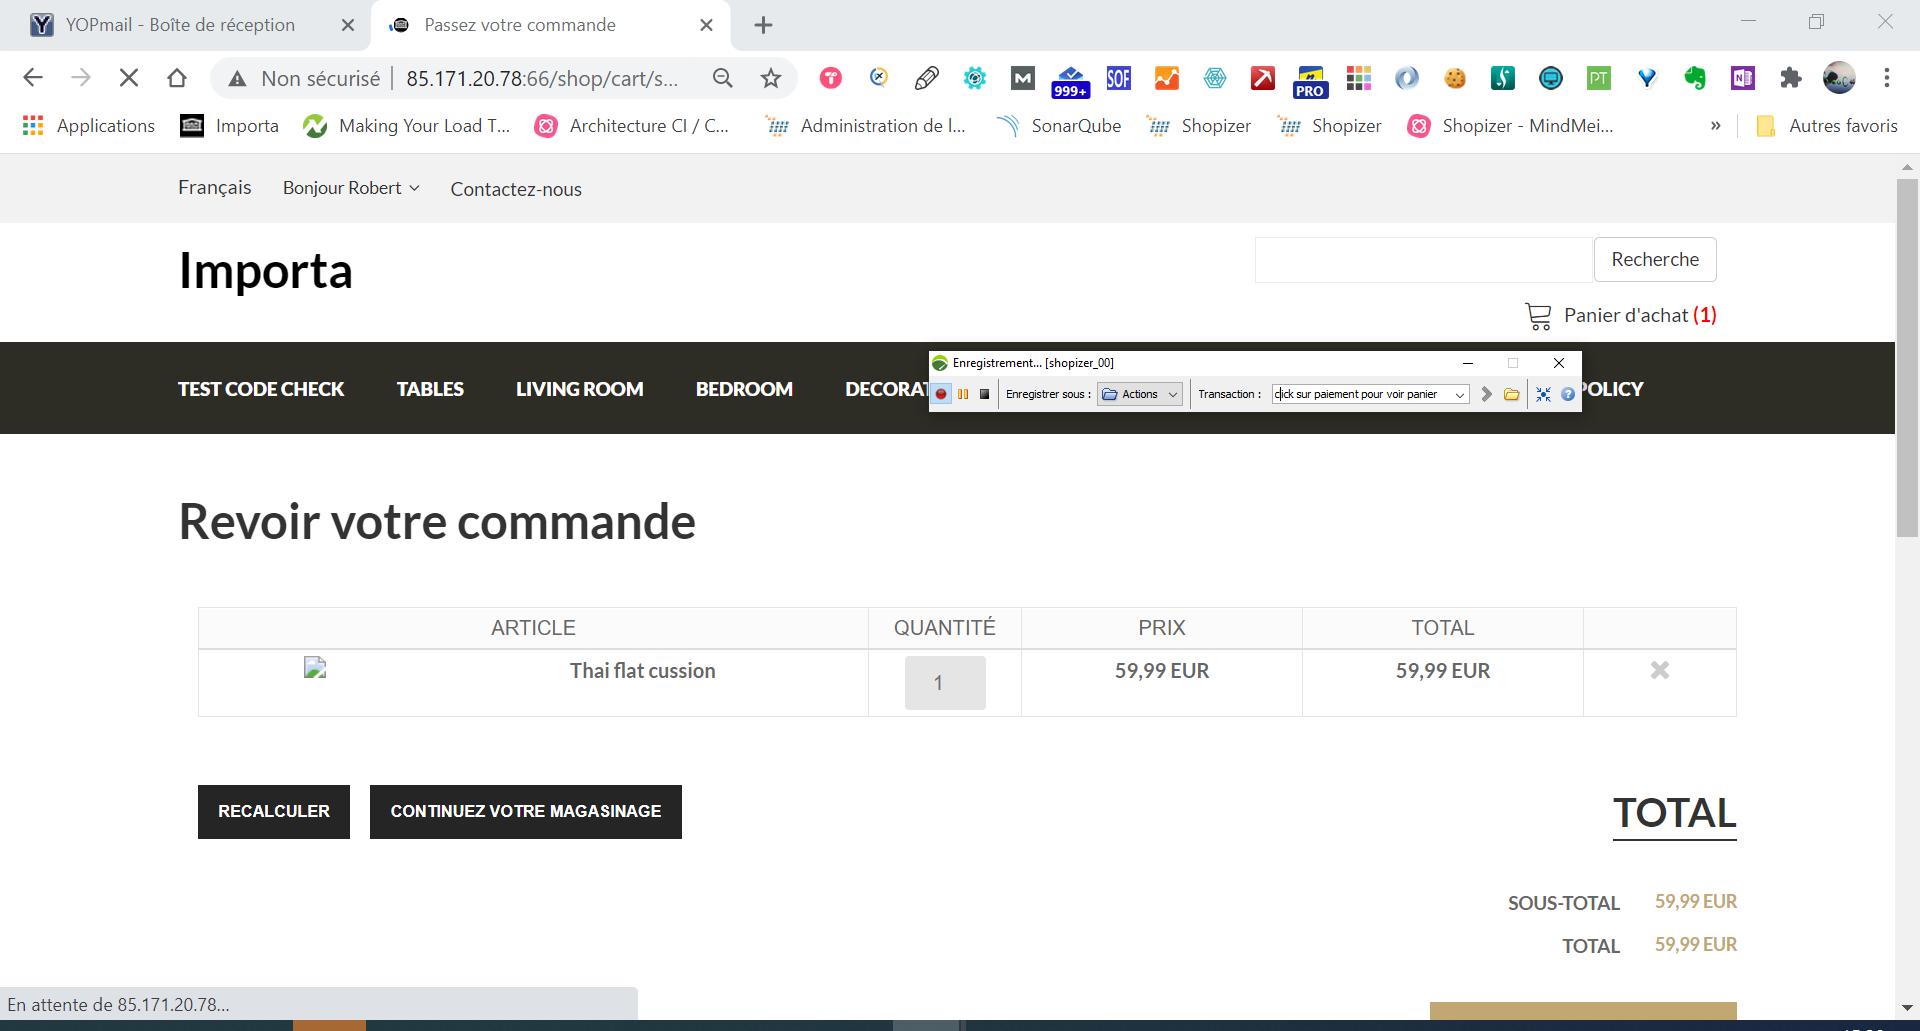 YOPmail - Boîte de réception
Passez votre commande
Non sécurisé
85.171.20.78:66/shop/cart/s...
M
999+
SOF
PRO
PT
N
Applications
Importa
Making Your Load T...
Architecture CI / C...
Administration de l...
SonarQube
Shopizer
Shopizer
Shopizer - MindMei...
»
Autres favoris
Français
Bonjour Robert
Contactez-nous
Importa
Recherche
Panier d'achat (1)
Enregistrement... [shopizer_00]
Enregistrer sous :
Actions
Transaction :
click sur paiement pour voir panier
TEST CODE CHECK
TABLES
LIVING ROOM
BEDROOM
DECORAT
POLICY
Revoir votre commande
ARTICLE
QUANTITÉ
PRIX
TOTAL
Thai flat cussion
1
59,99 EUR
59,99 EUR
RECALCULER
CONTINUEZ VOTRE MAGASINAGE
TOTAL
SOUS-TOTAL
59,99 EUR
TOTAL
59,99 EUR
En attente de 85.171.20.78...